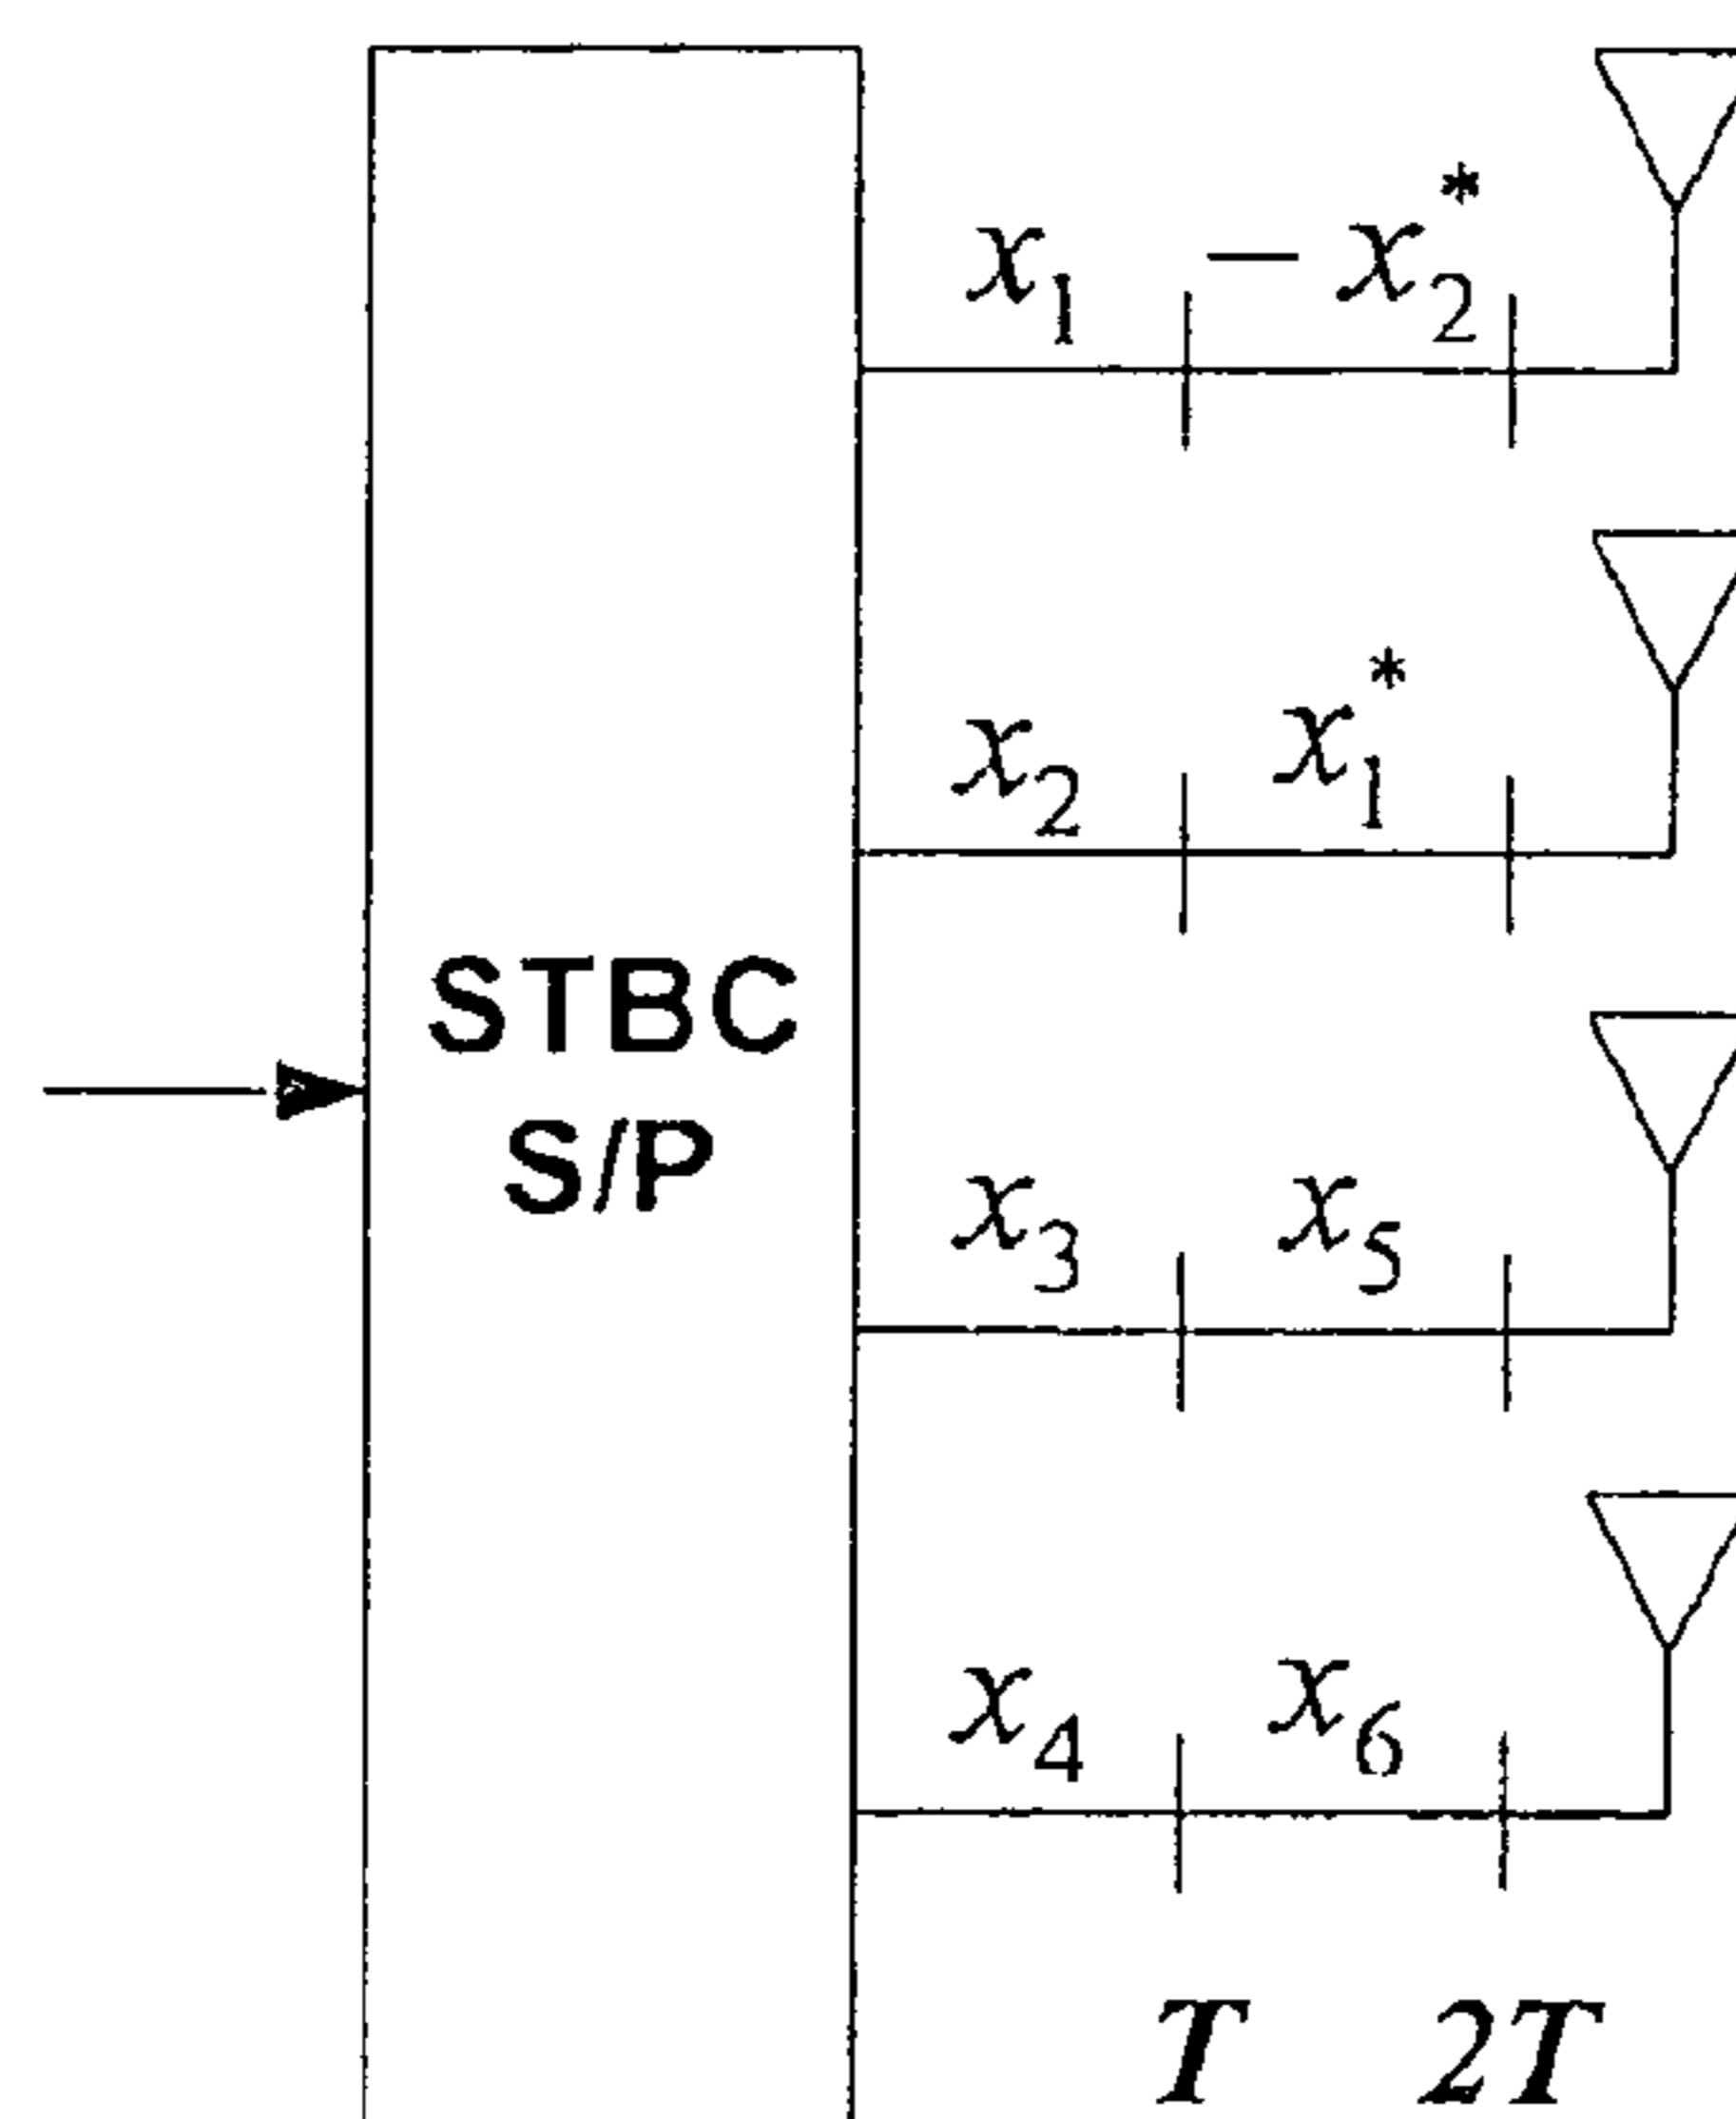 x₁ − x₂*
x₂ x₁*
STBC
S/P
x₃ x₅
x₄ x₆
T 2T